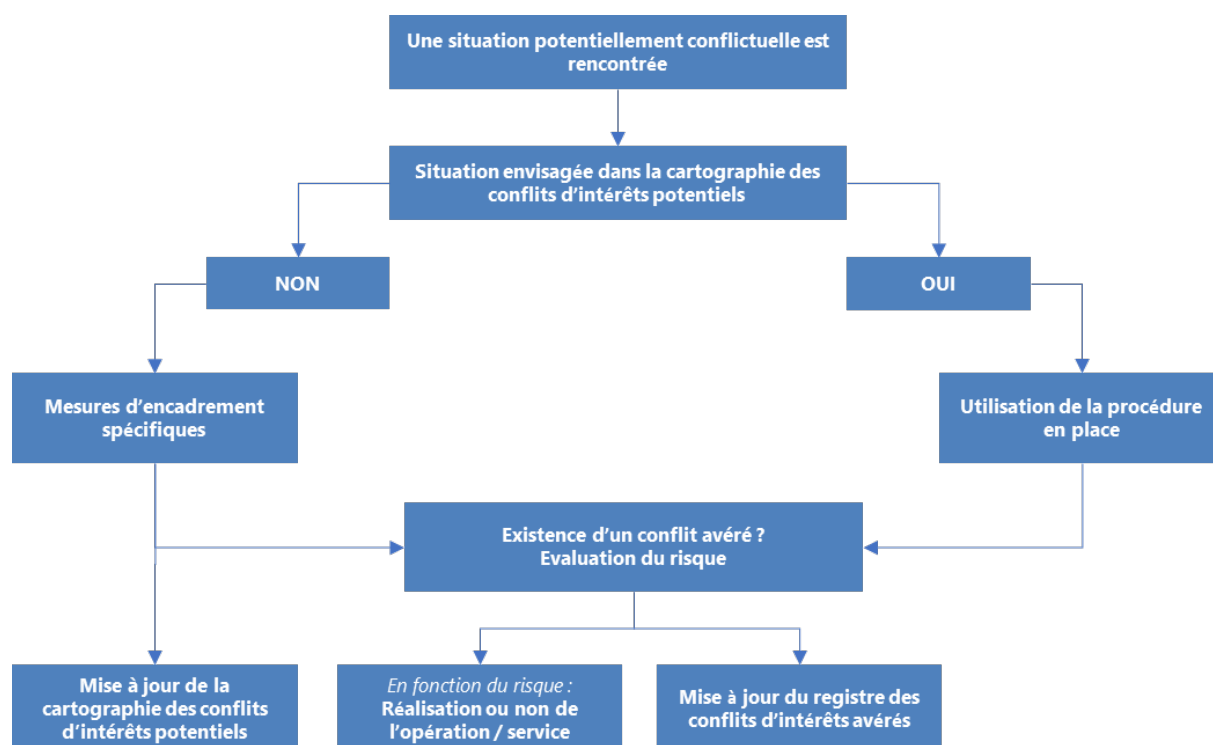 Une situation potentiellement conflictuelle est
rencontrée
Situation envisagée dans la cartographie des
conflits d'intérêts potentiels
NON
OUI
Mesures d'encadrement
spécifiques
Utilisation de la procédure
en place
Existence d'un conflit avéré ?
Evaluation du risque
Mise à jour de la
cartographie des conflits
d'intérêts potentiels
En fonction du risque :
Réalisation ou non de
l'opération / service
Mise à jour du registre des
conflits d'intérêts avérés